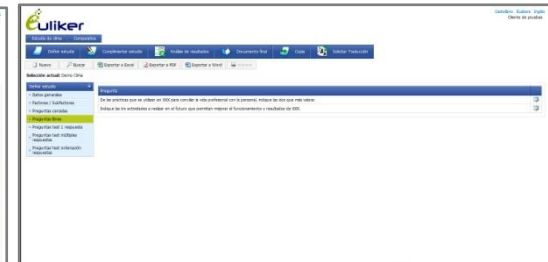 Castellano Euskera Inglés
Cliente de pruebas
Euliker
Estudio de clima Competencia
Definir estudio Cumplimentar estudio Análisis de resultados Documento final Copias Solicitar Traducción
Nuevo Buscar Exportar a Excel Exportar a PDF Exportar a Word
Selección actual: Demo Clima
Definir estudio
Datos generales
Factores / Subfactores
Preguntas cerradas
Preguntas libres
Preguntas test 1 respuesta
Preguntas test múltiples
respuestas
Preguntas test ordenación
respuestas
Pregunta
De las prácticas que se utilizan en XXX para conciliar la vida profesional con la personal, indique las dos que más valora:
Indique las tres actividades a realizar en el futuro que permitan mejorar el funcionamiento y resultados de XXX.